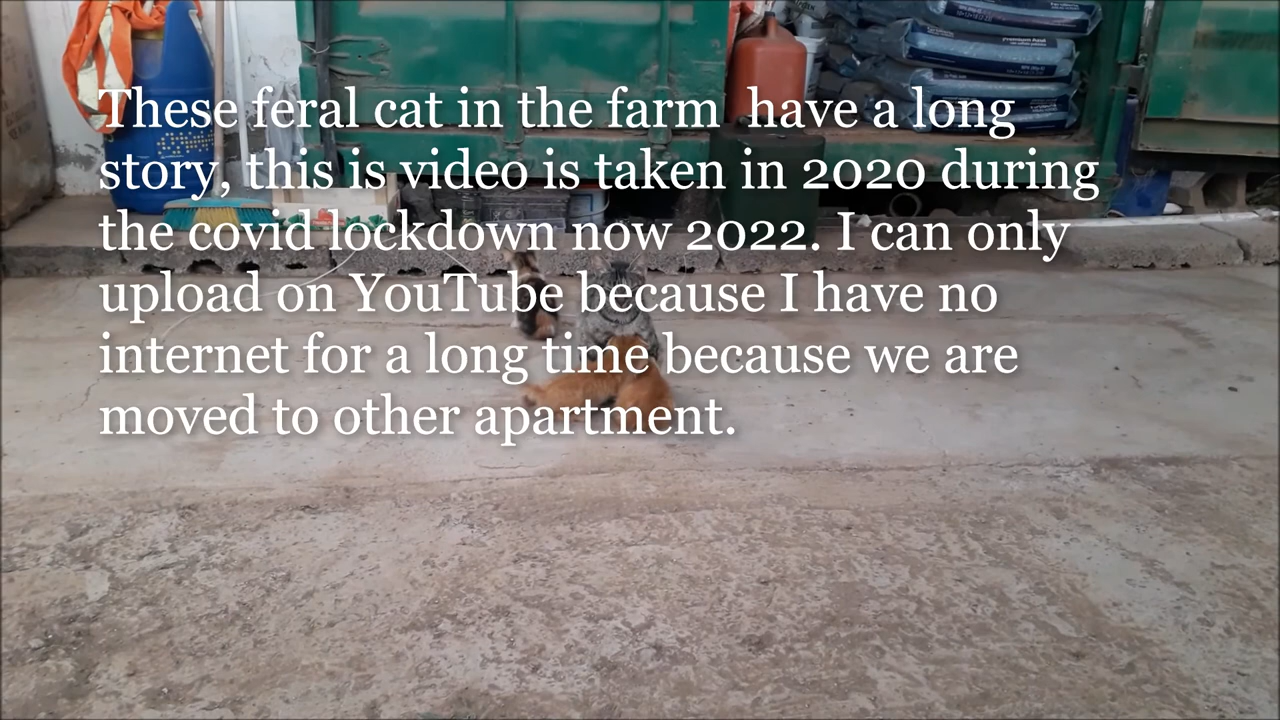 These feral cat in the farm have a long
story, this is video is taken in 2020 during
the covid lockdown now 2022. I can only
upload on YouTube because I have no
internet for a long time because we are
moved to other apartment.